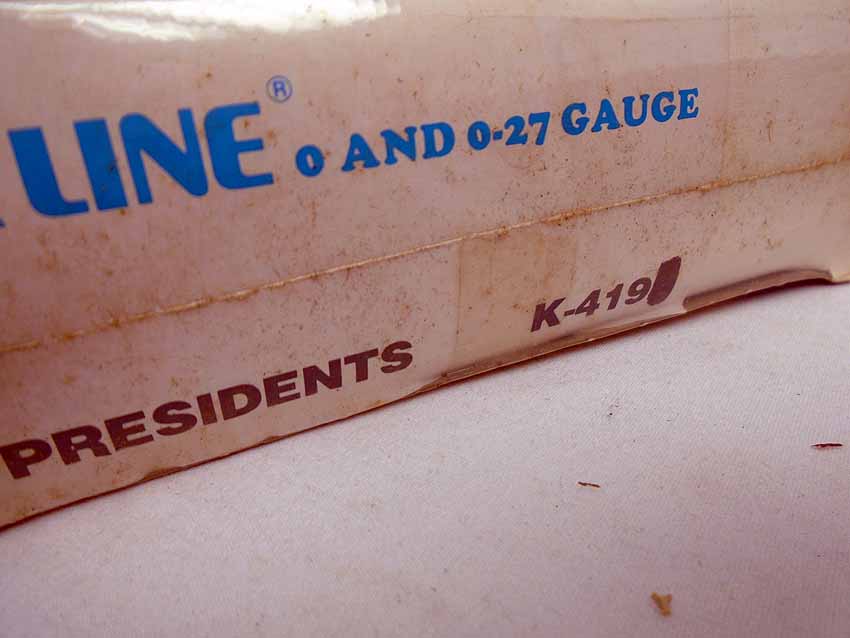 LINE® 0 AND 0-27 GAUGE
PRESIDENTS K-419